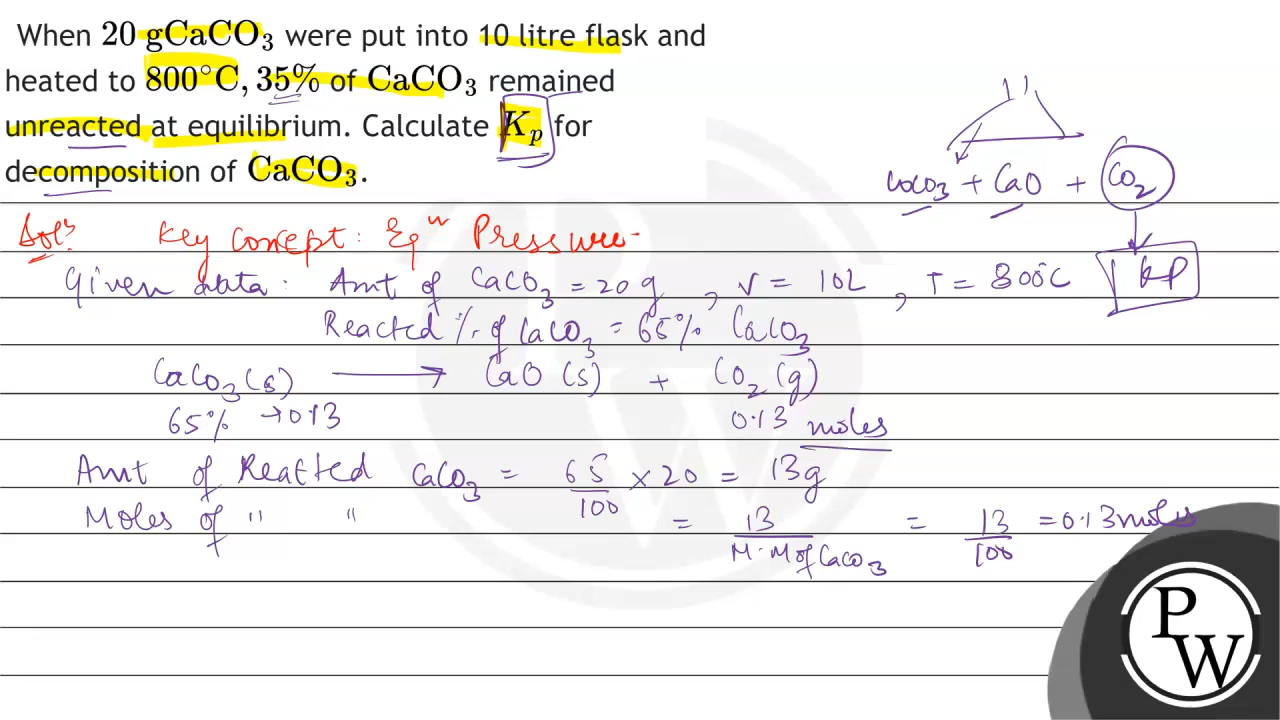 When 20 gCaCO₃ were put into 10 litre flask and
heated to 800°C, 35% of CaCO₃ remained
unreacted at equilibrium. Calculate Kₚ for
decomposition of CaCO₃.
CaCO₃ + CaO + CO₂
Solⁿ: Key Concept: Eqᵐ Pressure.
KP
Given data: Amt of CaCO₃ = 20g, V = 10L, T = 800°C
Reacted % of CaCO₃ = 65% CaCO₃
CaCO₃(s) ⟶ CaO(s) + CO₂(g)
65% → 0.13 0.13 moles
Amt of Reatted CaCO₃ = 65/100 × 20 = 13g
Moles of " " = 13/M.M of CaCO₃ = 13/100 = 0.13 moles
P
W